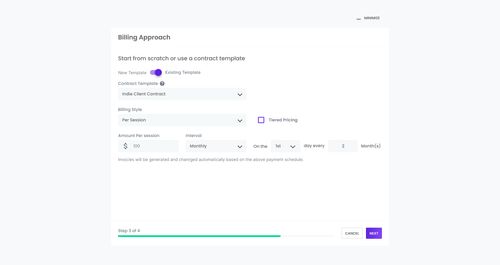 MINIMISE
Billing Approach
Start from scratch or use a contract template
New Template Existing Template
Contract Template
Indie Client Contract
Billing Style
Per Session Tiered Pricing
Amount Per session Interval
$ 100 Monthly On the 1st day every 2 Month(s)
Invoices will be generated and charged automatically based on the above payment schedule.
Step 3 of 4
CANCEL NEXT